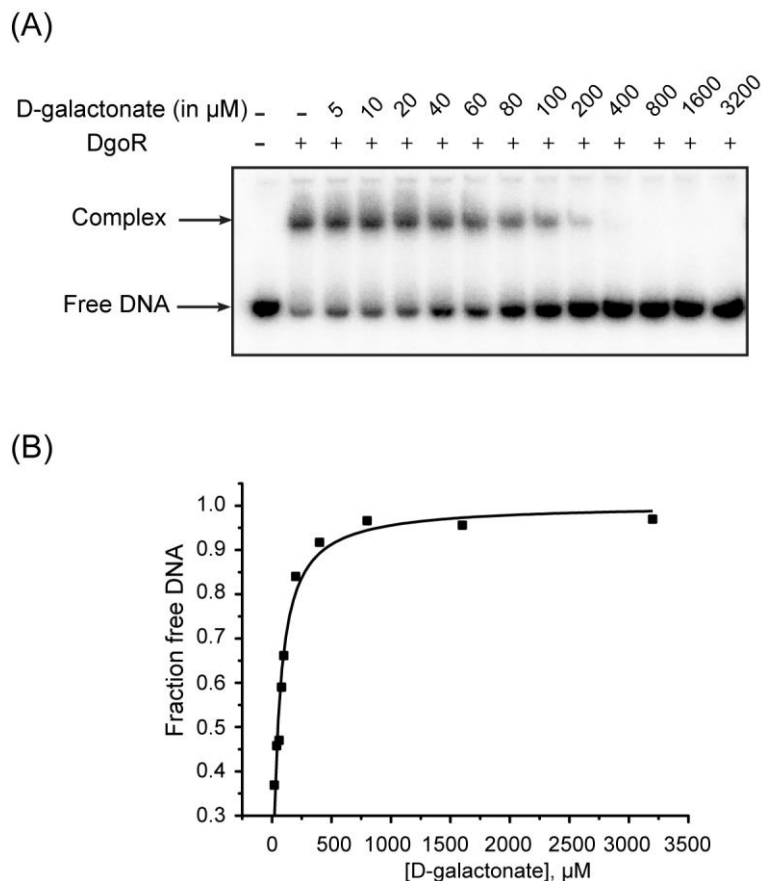 (A)
D-galactonate (in µM) – – 5 10 20 40 60 80 100 200 400 800 1600 3200
DgoR – + + + + + + + + + + + + +
Complex
Free DNA
(B)
Fraction free DNA
1.0
0.9
0.8
0.7
0.6
0.5
0.4
0.3
0 500 1000 1500 2000 2500 3000 3500
[D-galactonate], µM